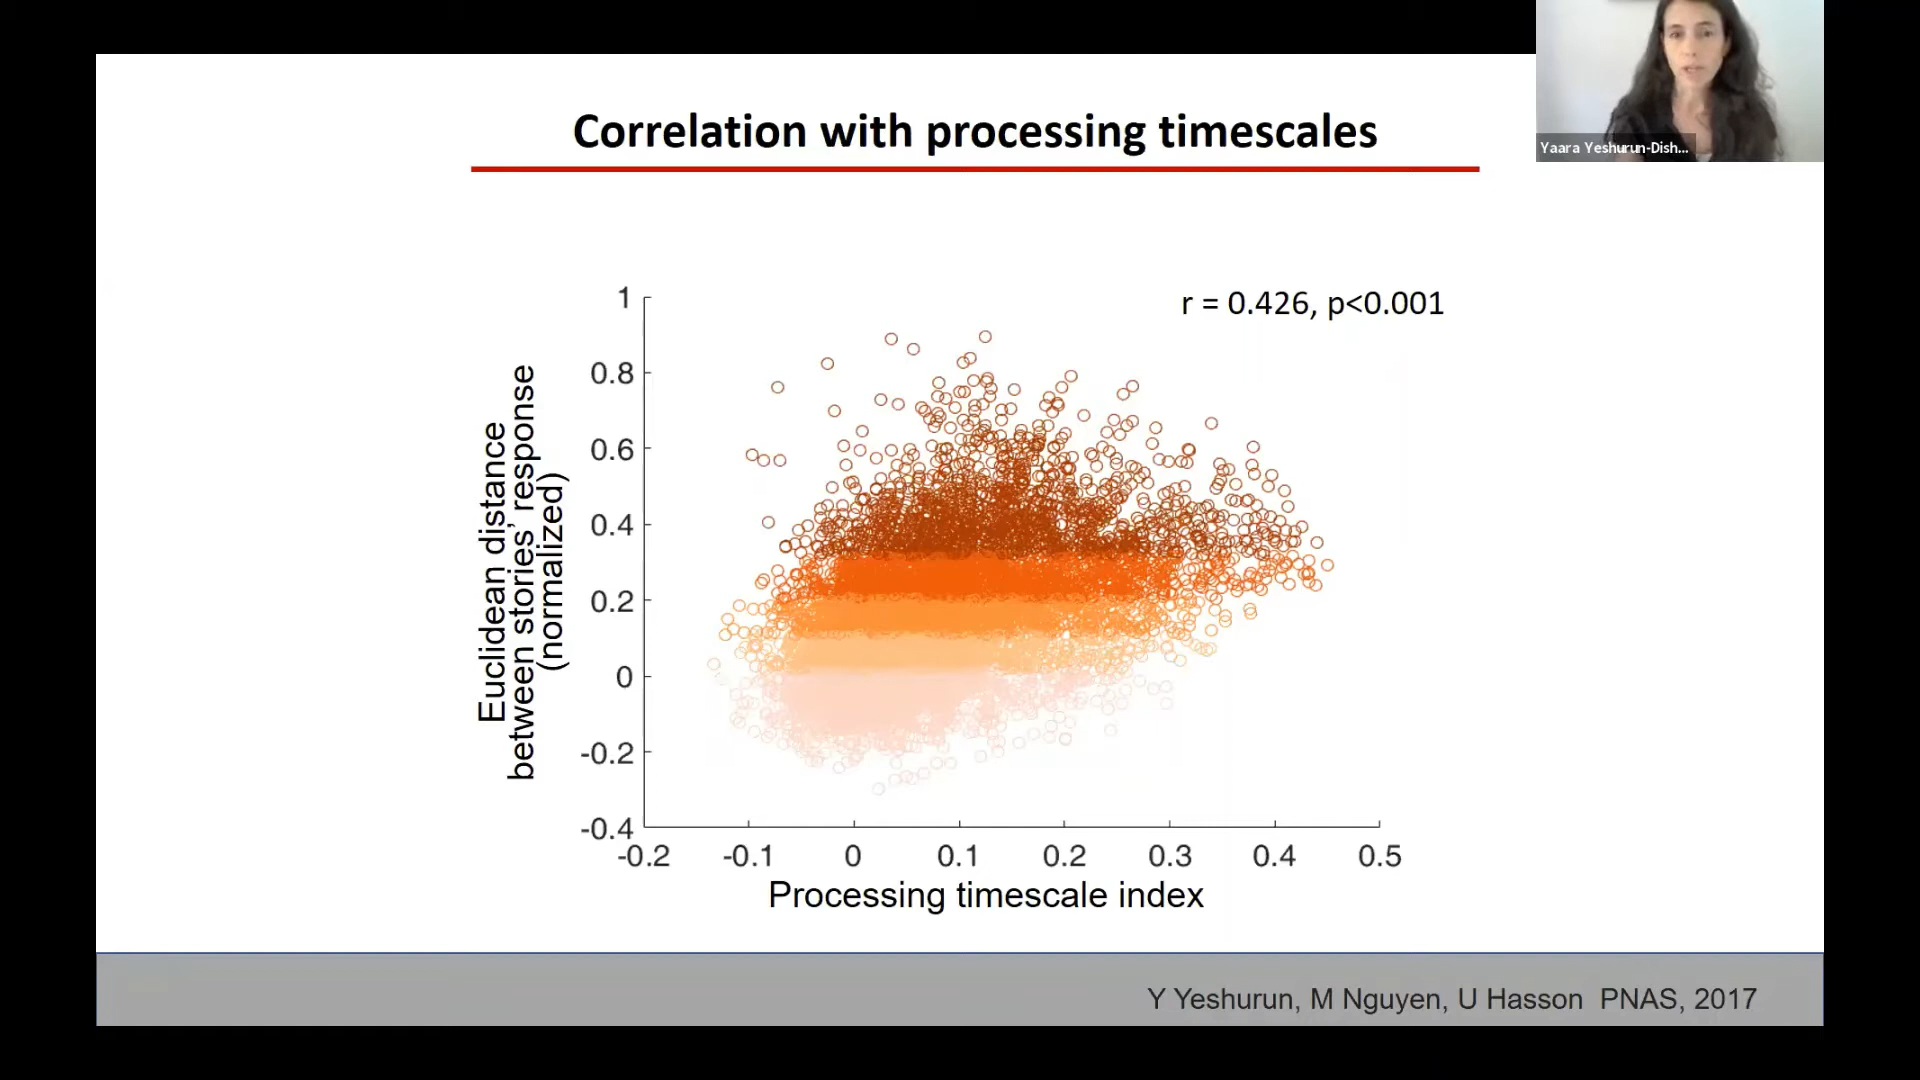 Correlation with processing timescales
Yaara Yeshurun-Dish...
r = 0.426, p<0.001
Euclidean distance
between stories’ response
(normalized)
1
0.8
0.6
0.4
0.2
0
-0.2
-0.4
-0.2 -0.1 0 0.1 0.2 0.3 0.4 0.5
Processing timescale index
Y Yeshurun, M Nguyen, U Hasson PNAS, 2017